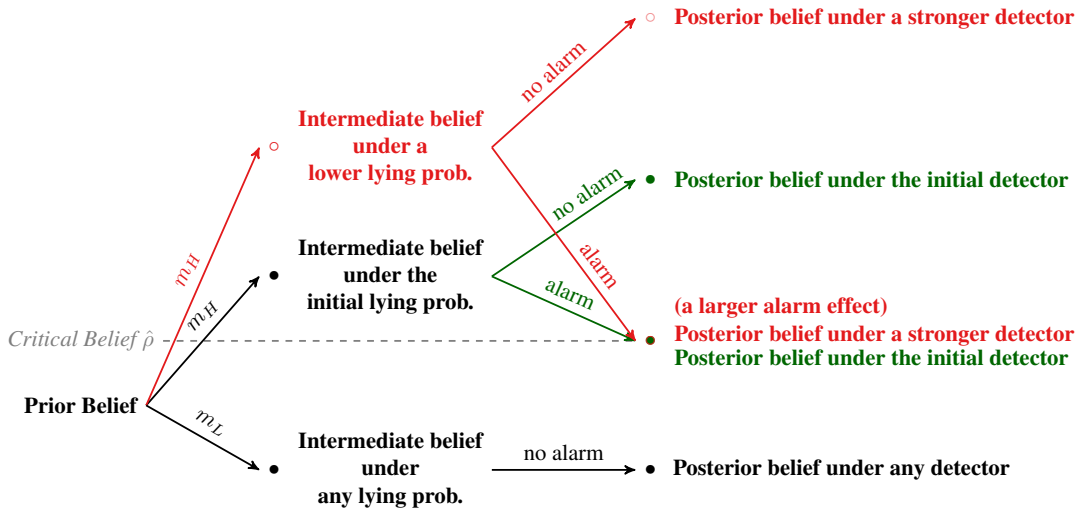 Posterior belief under a stronger detector
no alarm
Intermediate belief
under a
lower lying prob.
Posterior belief under the initial detector
no alarm
m_H
Intermediate belief
under the
initial lying prob.
alarm
alarm
m_H
(a larger alarm effect)
Critical Belief ρ̂
Posterior belief under a stronger detector
Posterior belief under the initial detector
Prior Belief
m_L
Intermediate belief
under
any lying prob.
no alarm
Posterior belief under any detector